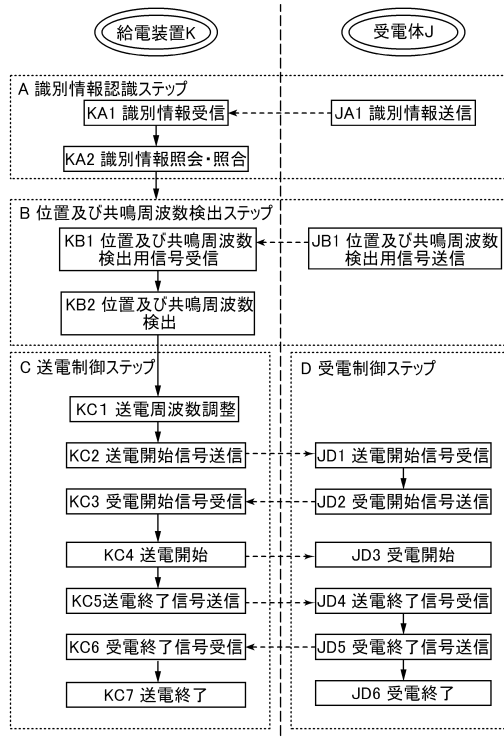 給電装置K
受電体J
A 識別情報認識ステップ
KA1 識別情報受信
JA1 識別情報送信
KA2 識別情報照会・照合
B 位置及び共鳴周波数検出ステップ
KB1 位置及び共鳴周波数
検出用信号受信
JB1 位置及び共鳴周波数
検出用信号送信
KB2 位置及び共鳴周波数
検出
C 送電制御ステップ
D 受電制御ステップ
KC1 送電周波数調整
KC2 送電開始信号送信
JD1 送電開始信号受信
KC3 受電開始信号受信
JD2 受電開始信号送信
KC4 送電開始
JD3 受電開始
KC5送電終了信号送信
JD4 送電終了信号受信
KC6 受電終了信号受信
JD5 受電終了信号送信
KC7 送電終了
JD6 受電終了